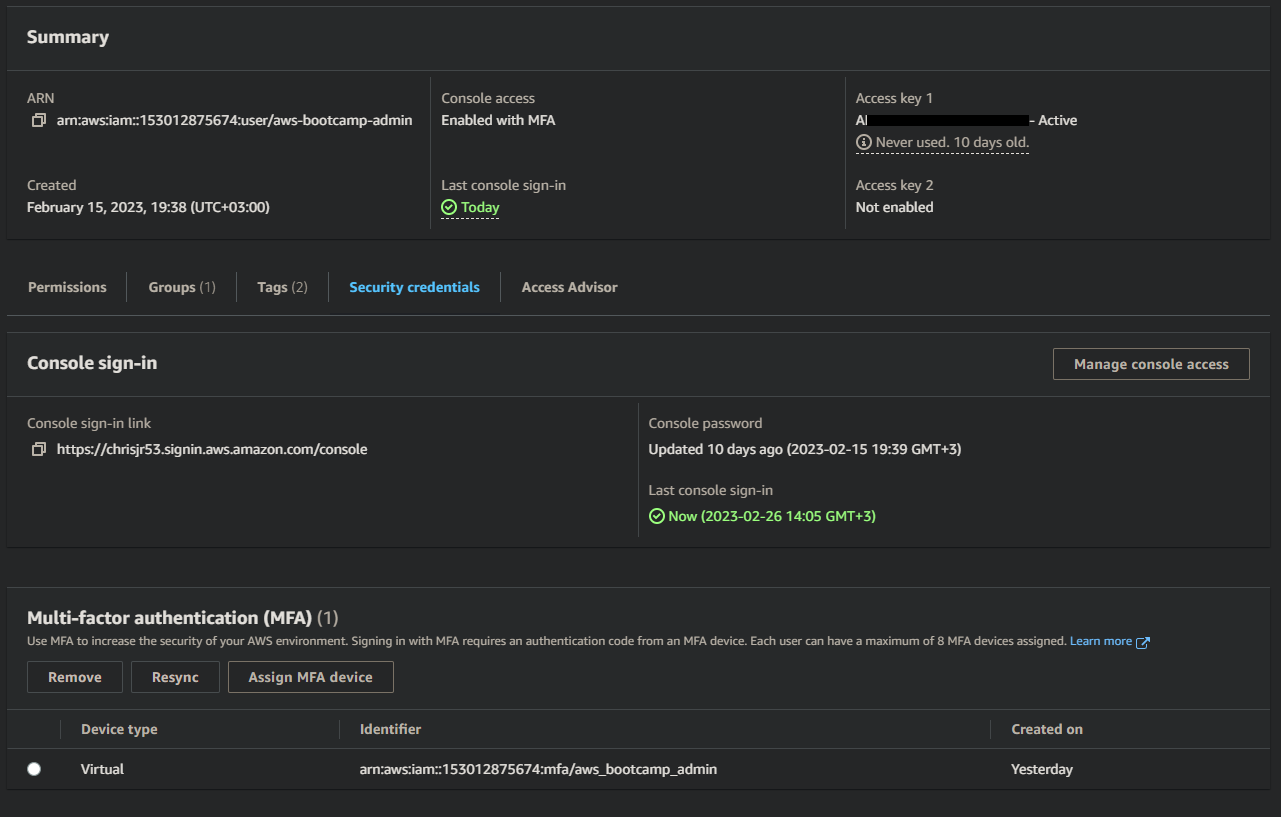 Summary
ARN
arn:aws:iam::153012875674:user/aws-bootcamp-admin
Created
February 15, 2023, 19:38 (UTC+03:00)
Console access
Enabled with MFA
Last console sign-in
Today
Access key 1
- Active
Never used. 10 days old.
Access key 2
Not enabled
Permissions Groups (1) Tags (2) Security credentials Access Advisor
Console sign-in Manage console access
Console sign-in link
https://chrisjr53.signin.aws.amazon.com/console
Console password
Updated 10 days ago (2023-02-15 19:39 GMT+3)
Last console sign-in
Now (2023-02-26 14:05 GMT+3)
Multi-factor authentication (MFA) (1)
Use MFA to increase the security of your AWS environment. Signing in with MFA requires an authentication code from an MFA device. Each user can have a maximum of 8 MFA devices assigned. Learn more
Remove Resync Assign MFA device
Device type Identifier Created on
Virtual arn:aws:iam::153012875674:mfa/aws_bootcamp_admin Yesterday